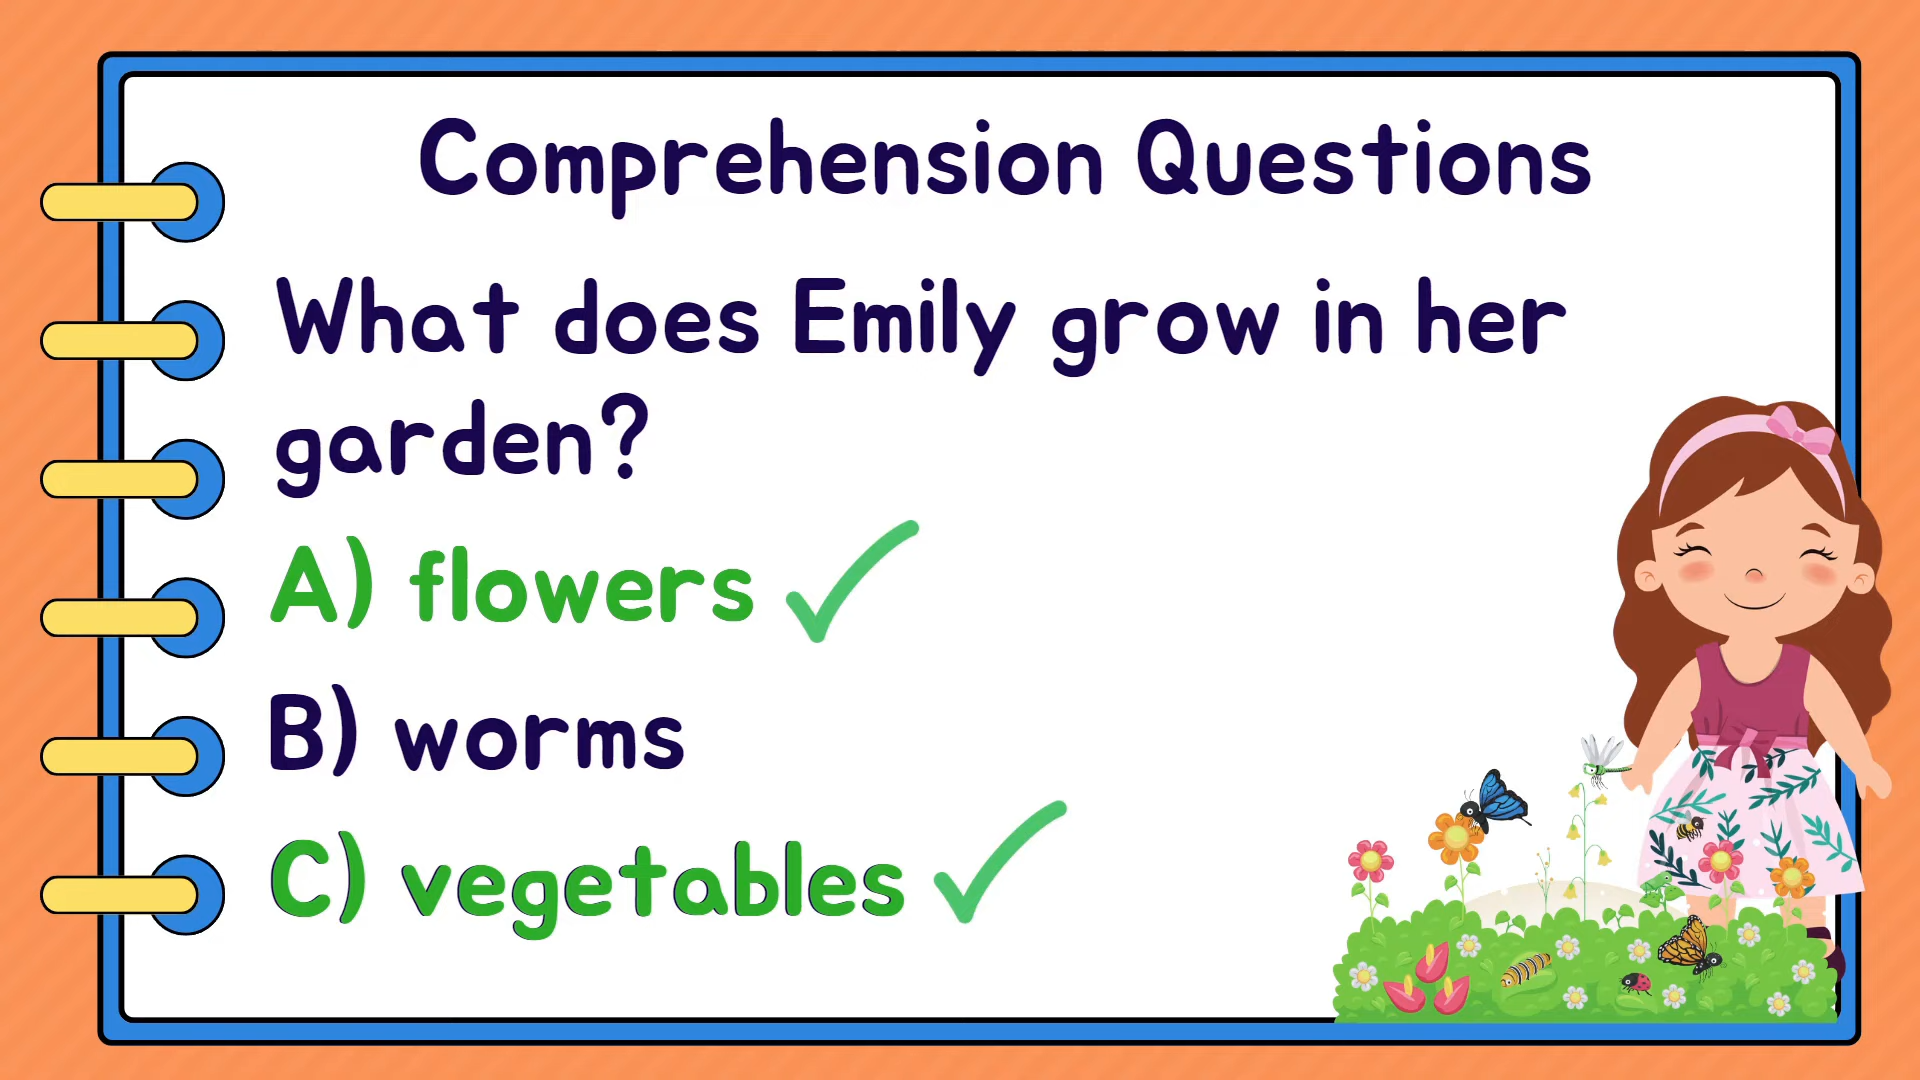 Comprehension Questions
What does Emily grow in her
garden?
A) flowers
B) worms
C) vegetables